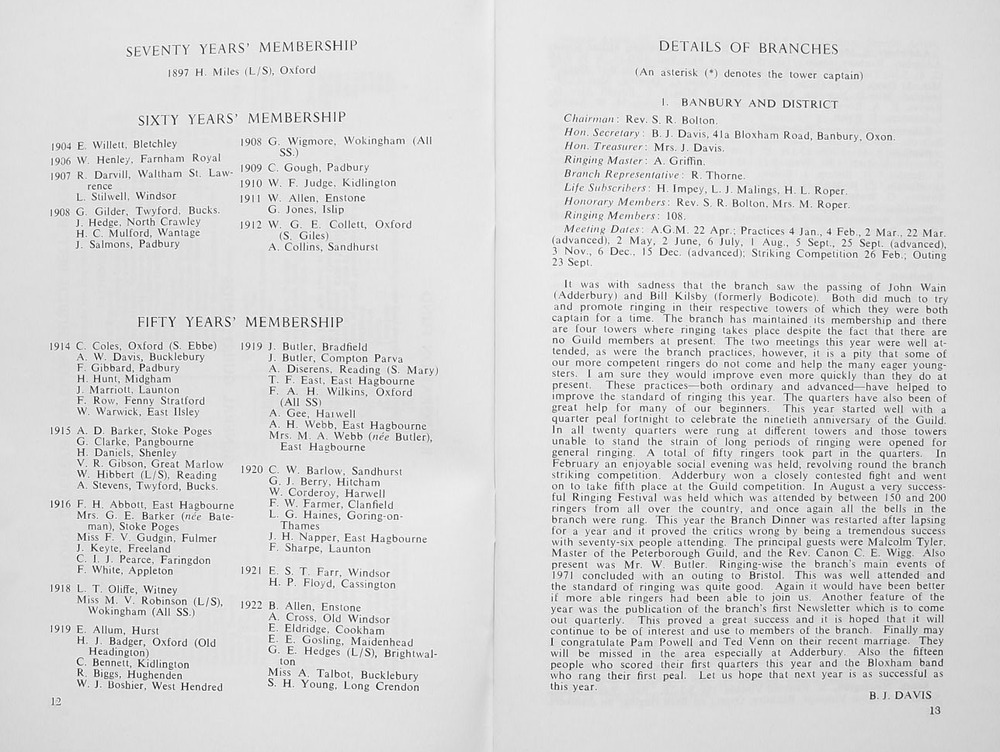 SEVENTY YEARS' MEMBERSHIP
1897 H. Miles (L/S), Oxford
SIXTY YEARS' MEMBERSHIP
1904 E. Willett, Bletchley
1906 W. Henley, Farnham Royal
1907 R. Darvill, Waltham St. Law-
rence
L. Stilwell, Windsor
1908 G. Gilder, Twyford, Bucks.
J. Hedge, North Crawley
H. C. Mulford, Wantage
J. Salmons, Padbury
1908 G. Wigmore, Wokingham (All
SS.)
1909 C. Gough, Padbury
1910 W. F. Judge, Kidlington
1911 W. Allen, Enstone
G. Jones, Islip
1912 W. G. E. Collett, Oxford
(S. Giles)
A. Collins, Sandhurst
FIFTY YEARS' MEMBERSHIP
1914 C. Coles, Oxford (S. Ebbe)
A. W. Davis, Bucklebury
F. Gibbard, Padbury
H. Hunt, Midgham
J. Marriott, Launton
F. Row, Fenny Stratford
W. Warwick, East Ilsley
1915 A. D. Barker, Stoke Poges
G. Clarke, Pangbourne
H. Daniels, Shenley
V. R. Gibson, Great Marlow
W. Hibbert (L/S), Reading
A. Stevens, Twyford, Bucks.
1916 F. H. Abbott, East Hagbourne
Mrs. G. E. Barker (née Bate-
man), Stoke Poges
Miss F. V. Gudgin, Fulmer
J. Keyte, Freeland
C. I. J. Pearce, Faringdon
F. White, Appleton
1918 L. T. Oliffe, Witney
Miss M. V. Robinson (L/S),
Wokingham (All SS.)
1919 E. Allum, Hurst
H. J. Badger, Oxford (Old
Headington)
C. Bennett, Kidlington
R. Biggs, Hughenden
W. J. Boshier, West Hendred
1919 J. Butler, Bradfield
J. Butler, Compton Parva
A. Diserens, Reading (S. Mary)
T. F. East, East Hagbourne
F. A. H. Wilkins, Oxford
(All SS)
A. Gee, Harwell
A. H. Webb, East Hagbourne
Mrs. M. A. Webb (née Butler),
East Hagbourne
1920 C. W. Barlow, Sandhurst
G. J. Berry, Hitcham
W. Corderoy, Harwell
F. W. Farmer, Clanfield
L. G. Haines, Goring-on-
Thames
J. H. Napper, East Hagbourne
F. Sharpe, Launton
1921 E. S. T. Farr, Windsor
H. P. Floyd, Cassington
1922 B. Allen, Enstone
A. Cross, Old Windsor
E. Eldridge, Cookham
E. E. Gosling, Maidenhead
G. E. Hedges (L/S), Brightwal-
ton
Miss A. Talbot, Bucklebury
S. H. Young, Long Crendon
12
DETAILS OF BRANCHES
(An asterisk (*) denotes the tower captain)
1. BANBURY AND DISTRICT
Chairman: Rev. S. R. Bolton.
Hon. Secretary: B. J. Davis, 41a Bloxham Road, Banbury, Oxon.
Hon. Treasurer: Mrs. J. Davis.
Ringing Master: A. Griffin.
Branch Representative: R. Thorne.
Life Subscribers: H. Impey, L. J. Malings, H. L. Roper.
Honorary Members: Rev. S. R. Bolton, Mrs. M. Roper.
Ringing Members: 108.
Meeting Dates: A.G.M. 22 Apr.; Practices 4 Jan., 4 Feb., 2 Mar., 22 Mar.
(advanced), 2 May, 2 June, 6 July, 1 Aug., 5 Sept., 25 Sept. (advanced),
3 Nov., 6 Dec., 15 Dec. (advanced); Striking Competition 26 Feb.; Outing
23 Sept.
It was with sadness that the branch saw the passing of John Wain
(Adderbury) and Bill Kilsby (formerly Bodicote). Both did much to try
and promote ringing in their respective towers of which they were both
captain for a time. The branch has maintained its membership and there
are four towers where ringing takes place despite the fact that there are
no Guild members at present. The two meetings this year were well at-
tended, as were the branch practices, however, it is a pity that some of
our more competent ringers do not come and help the many eager young-
sters. I am sure they would improve even more quickly than they do at
present. These practices—both ordinary and advanced—have helped to
improve the standard of ringing this year. The quarters have also been of
great help for many of our beginners. This year started well with a
quarter peal fortnight to celebrate the ninetieth anniversary of the Guild.
In all twenty quarters were rung at different towers and those towers
unable to stand the strain of long periods of ringing were opened for
general ringing. A total of fifty ringers took part in the quarters. In
February an enjoyable social evening was held, revolving round the branch
striking competition. Adderbury won a closely contested fight and went
on to take fifth place at the Guild competition. In August a very success-
ful Ringing Festival was held which was attended by between 150 and 200
ringers from all over the country, and once again all the bells in the
branch were rung. This year the Branch Dinner was restarted after lapsing
for a year and it proved the critics wrong by being a tremendous success
with seventy-six people attending. The principal guests were Malcolm Tyler,
Master of the Peterborough Guild, and the Rev. Canon C. E. Wigg. Also
present was Mr. W. Butler. Ringing-wise the branch's main events of
1971 concluded with an outing to Bristol. This was well attended and
the standard of ringing was quite good. Again it would have been better
if more able ringers had been able to join us. Another feature of the
year was the publication of the branch's first Newsletter which is to come
out quarterly. This proved a great success and it is hoped that it will
continue to be of interest and use to members of the branch. Finally may
I congratulate Pam Powell and Ted Venn on their recent marriage. They
will be missed in the area especially at Adderbury. Also the fifteen
people who scored their first quarters this year and the Bloxham band
who rang their first peal. Let us hope that next year is as successful as
this year.
B. J. DAVIS
13